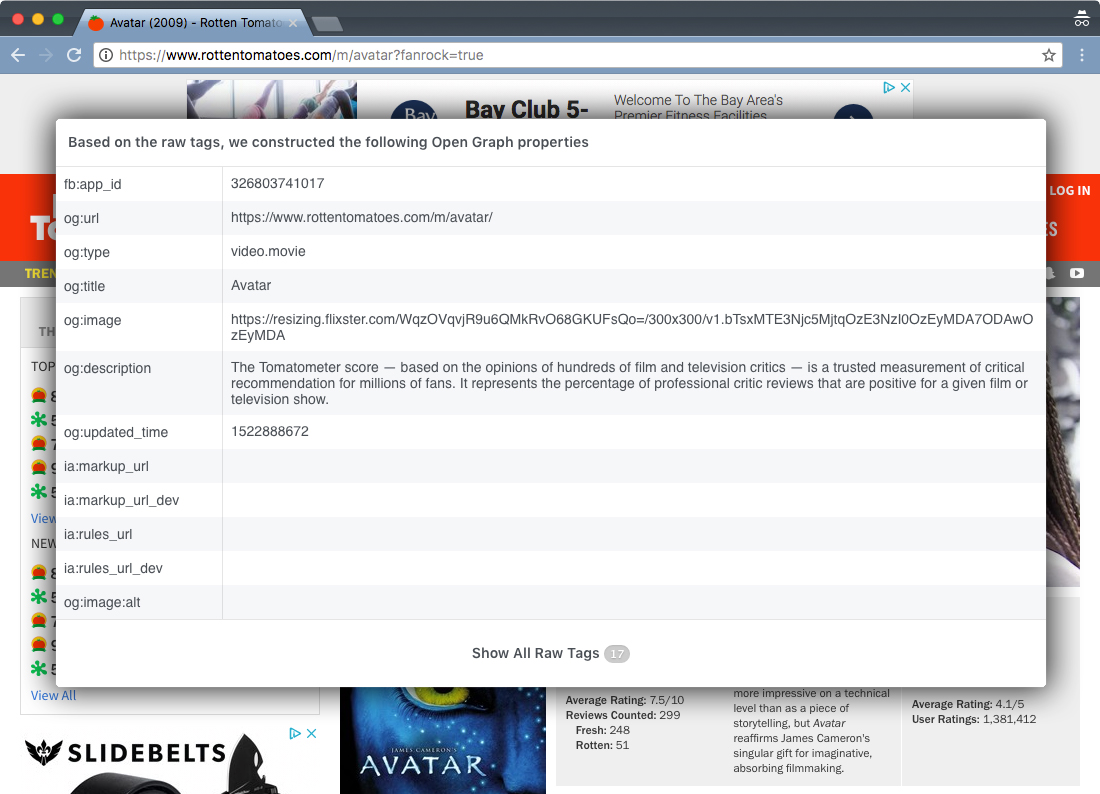 Avatar (2009) - Rotten Tomato
https://www.rottentomatoes.com/m/avatar?fanrock=true
Bay
Bay Club 5-
Welcome To The Bay Area's
Premier Fitness Facilities
Based on the raw tags, we constructed the following Open Graph properties
fb:app_id 326803741017
og:url https://www.rottentomatoes.com/m/avatar/
og:type video.movie
og:title Avatar
og:image https://resizing.flixster.com/WqzOVqvjR9u6QMkRvO68GKUFsQo=/300x300/v1.bTsxMTE3Njc5MjtqOzE3NzI0OzEyMDA7ODAwO
zEyMDA
og:description The Tomatometer score — based on the opinions of hundreds of film and television critics — is a trusted measurement of critical
recommendation for millions of fans. It represents the percentage of professional critic reviews that are positive for a given film or
television show.
og:updated_time 1522888672
ia:markup_url
ia:markup_url_dev
ia:rules_url
ia:rules_url_dev
og:image:alt
Show All Raw Tags 17
LOG IN
ES
To
TREN
TH
TOP
View
NEW
View All
SLIDEBELTS
JAMES CAMERON'S
AVATAR
Average Rating: 7.5/10
Reviews Counted: 299
Fresh: 248
Rotten: 51
more impressive on a technical
level than as a piece of
storytelling, but Avatar
reaffirms James Cameron's
singular gift for imaginative,
absorbing filmmaking.
Average Rating: 4.1/5
User Ratings: 1,381,412